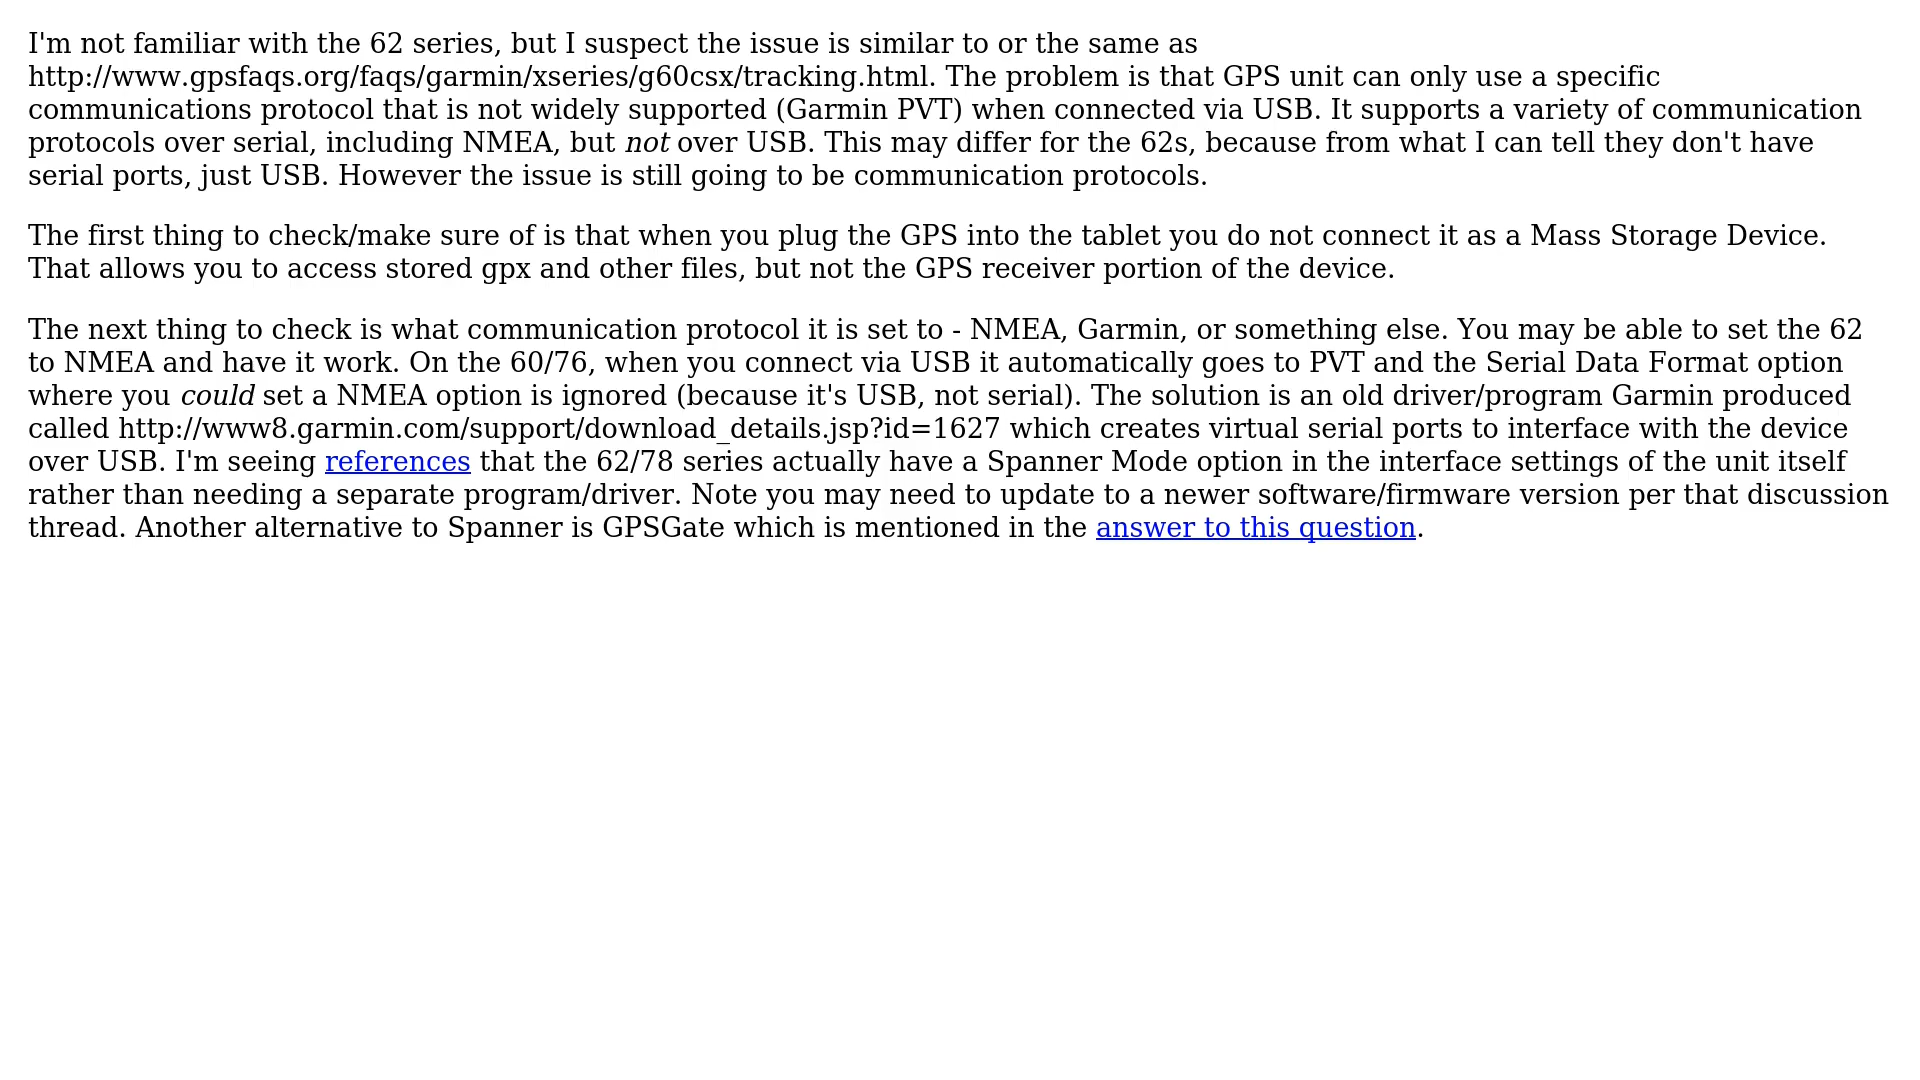 I'm not familiar with the 62 series, but I suspect the issue is similar to or the same as
http://www.gpsfaqs.org/faqs/garmin/xseries/g60csx/tracking.html. The problem is that GPS unit can only use a specific
communications protocol that is not widely supported (Garmin PVT) when connected via USB. It supports a variety of communication
protocols over serial, including NMEA, but not over USB. This may differ for the 62s, because from what I can tell they don't have
serial ports, just USB. However the issue is still going to be communication protocols.
The first thing to check/make sure of is that when you plug the GPS into the tablet you do not connect it as a Mass Storage Device.
That allows you to access stored gpx and other files, but not the GPS receiver portion of the device.
The next thing to check is what communication protocol it is set to - NMEA, Garmin, or something else. You may be able to set the 62
to NMEA and have it work. On the 60/76, when you connect via USB it automatically goes to PVT and the Serial Data Format option
where you could set a NMEA option is ignored (because it's USB, not serial). The solution is an old driver/program Garmin produced
called http://www8.garmin.com/support/download_details.jsp?id=1627 which creates virtual serial ports to interface with the device
over USB. I'm seeing references that the 62/78 series actually have a Spanner Mode option in the interface settings of the unit itself
rather than needing a separate program/driver. Note you may need to update to a newer software/firmware version per that discussion
thread. Another alternative to Spanner is GPSGate which is mentioned in the answer to this question.